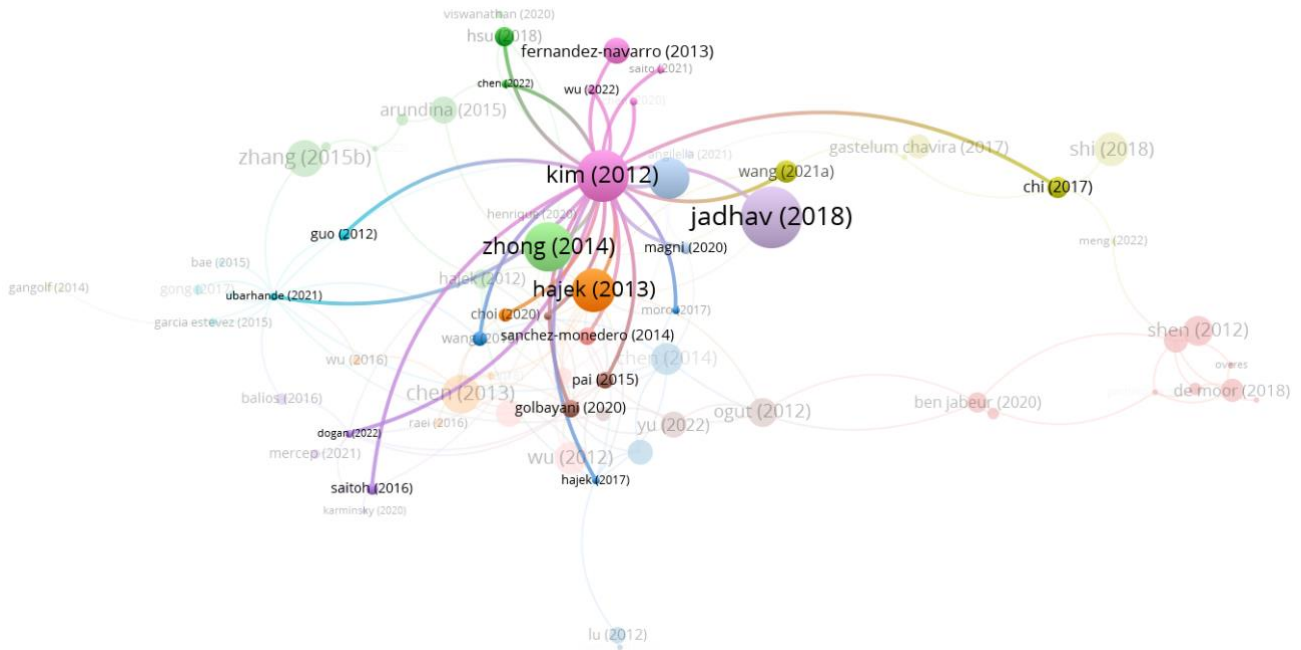 viswanathan (2020)
hsu (2018)
fernandez-navarro (2013)
saito (2021)
chen (2022)
wu (2022)
arundina (2015)
zhang (2015b)
angilella (2021)
gastelum chavira (2017)
shi (2018)
kim (2012)
wang (2021a)
chi (2017)
henrique (2020)
jadhav (2018)
guo (2012)
zhong (2014)
magni (2020)
meng (2022)
bae (2015)
gangolf (2014)
gong (2017)
ubarhande (2021)
hajek (2012)
hajek (2013)
moro (2017)
garcia estevez (2015)
choi (2020)
sanchez-monedero (2014)
shen (2012)
wu (2016)
chen (2014)
overes
pai (2015)
balios (2016)
chen (2013)
de moor (2018)
golbayani (2020)
ogut (2012)
ben jabeur (2020)
raei (2016)
yu (2022)
dogan (2022)
mercep (2021)
wu (2012)
hajek (2017)
saitoh (2016)
karminsky (2020)
lu (2012)